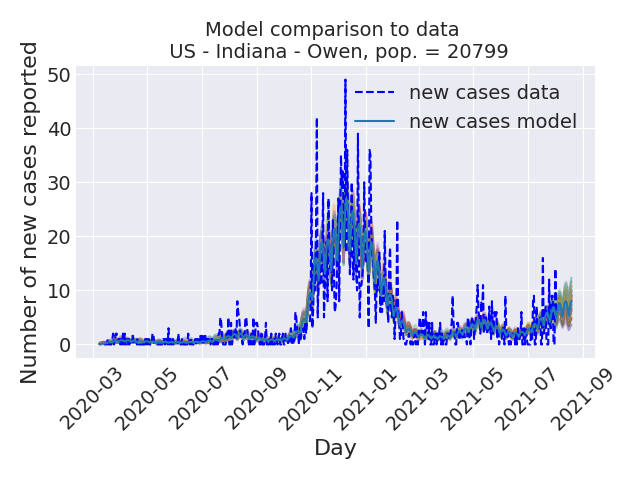 Model comparison to data
US - Indiana - Owen, pop. = 20799
Number of new cases reported
50
40
30
20
10
0
new cases data
new cases model
2020-03
2020-05
2020-07
2020-09
2020-11
2021-01
2021-03
2021-05
2021-07
2021-09
Day